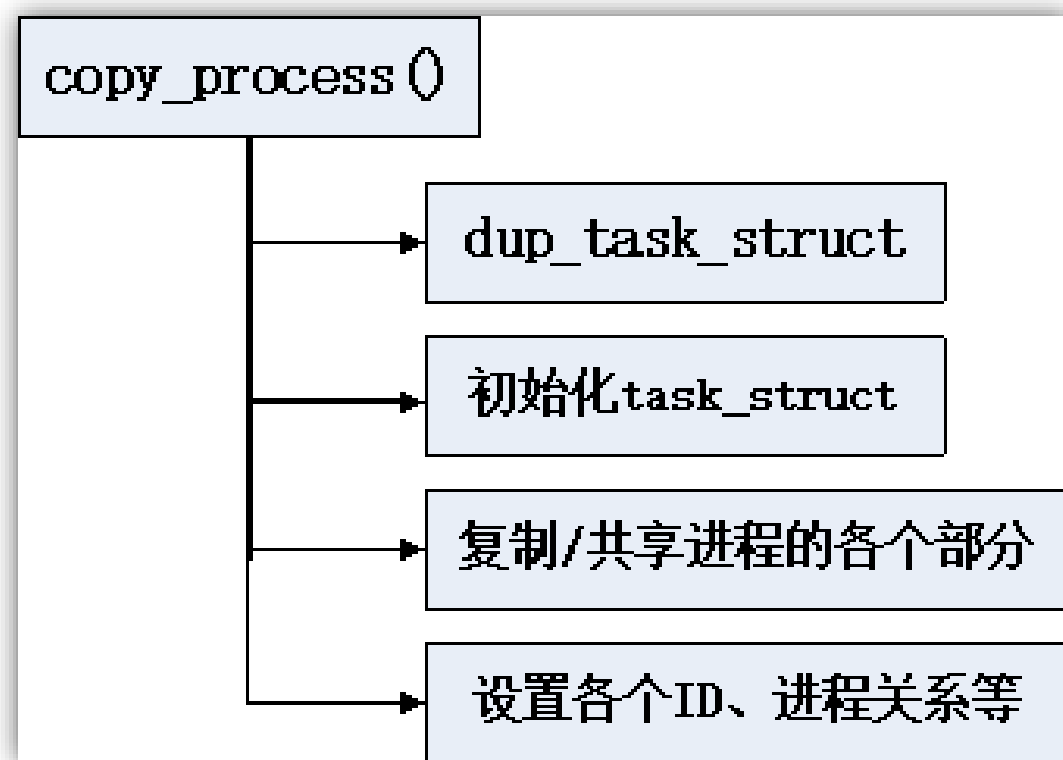 copy_process()
dup_task_struct
初始化task_struct
复制/共享进程的各个部分
设置各个ID、进程关系等